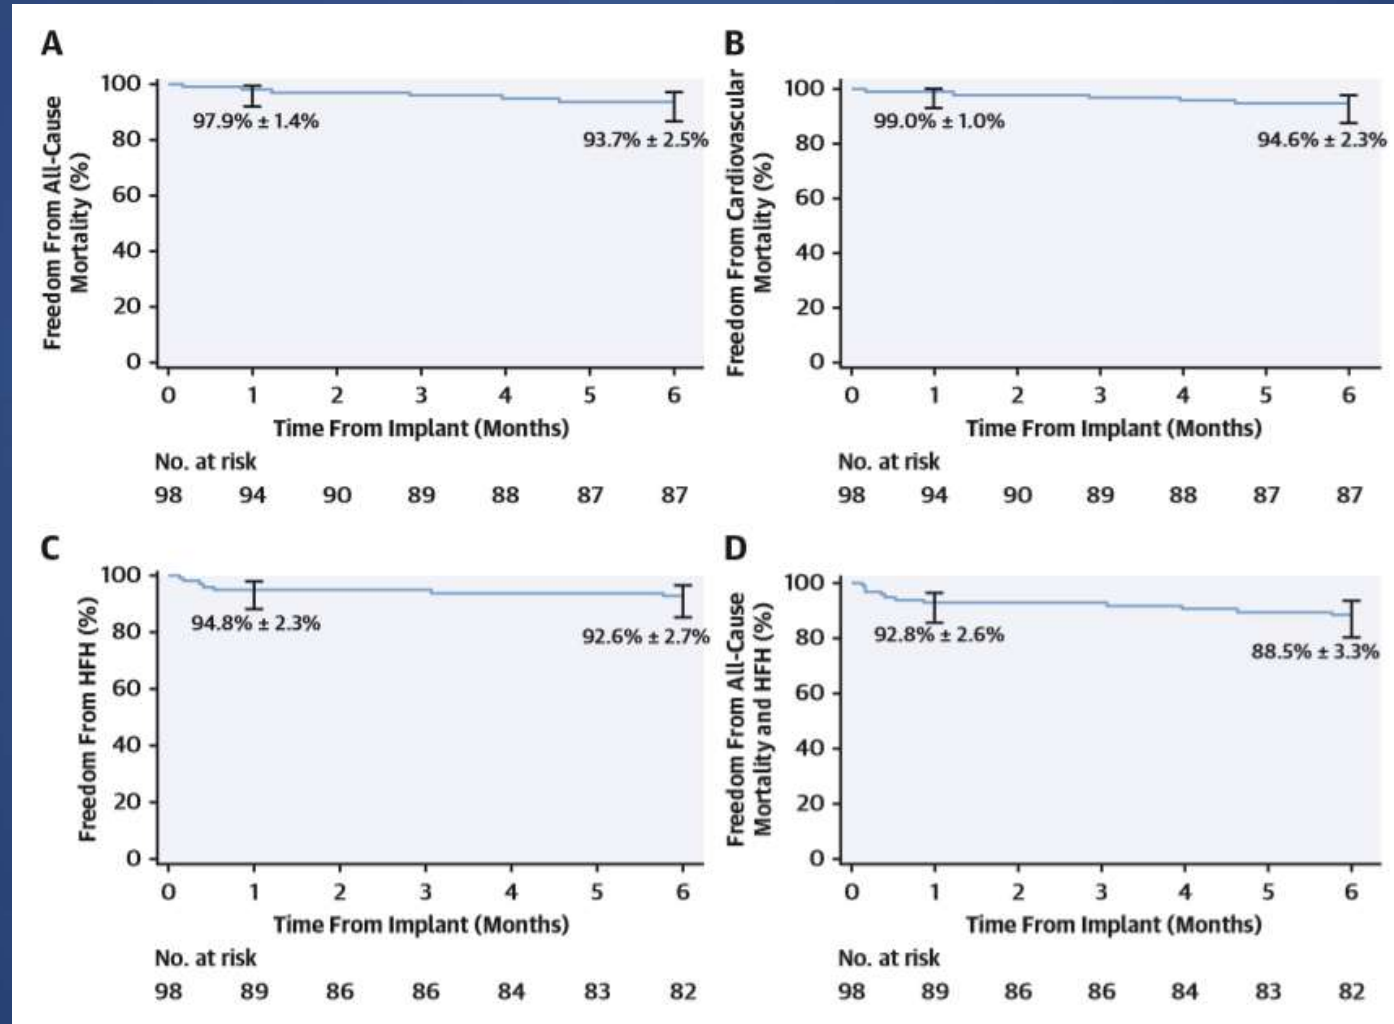 A
Freedom From All-Cause
Mortality (%)
100
80
60
40
20
0
97.9% ± 1.4%
93.7% ± 2.5%
0 1 2 3 4 5 6
Time From Implant (Months)
No. at risk
98 94 90 89 88 87 87
B
Freedom From Cardiovascular
Mortality (%)
100
80
60
40
20
0
99.0% ± 1.0%
94.6% ± 2.3%
0 1 2 3 4 5 6
Time From Implant (Months)
No. at risk
98 94 90 89 88 87 87
C
Freedom From HFH (%)
100
80
60
40
20
0
94.8% ± 2.3%
92.6% ± 2.7%
0 1 2 3 4 5 6
Time From Implant (Months)
No. at risk
98 89 86 86 84 83 82
D
Freedom From All-Cause
Mortality and HFH (%)
100
80
60
40
20
0
92.8% ± 2.6%
88.5% ± 3.3%
0 1 2 3 4 5 6
Time From Implant (Months)
No. at risk
98 89 86 86 84 83 82